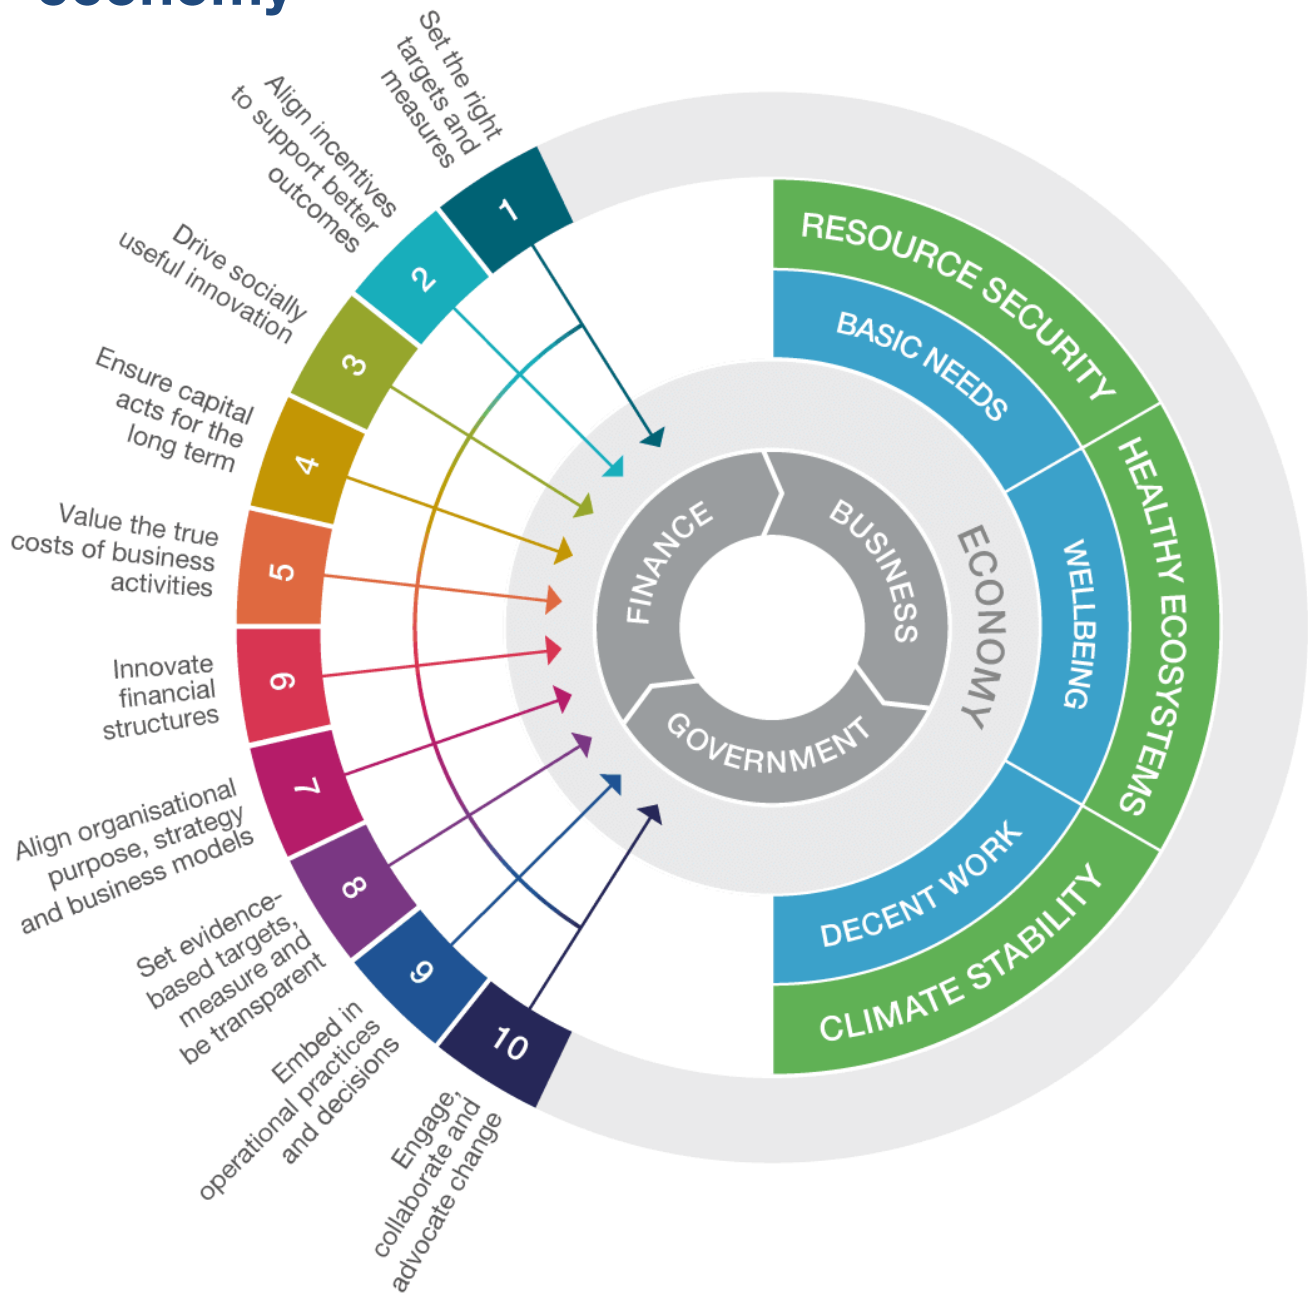 economy
Set the right
targets and
measures
Align incentives
to support better
outcomes
Drive socially
useful innovation
Ensure capital
acts for the
long term
Value the true
costs of business
activities
Innovate
financial
structures
Align organisational
purpose, strategy
and business models
Set evidence-
based targets,
measure and
be transparent
Embed in
operational practices
and decisions
Engage,
collaborate and
advocate change
1
2
3
4
5
6
7
8
9
10
FINANCE
BUSINESS
GOVERNMENT
ECONOMY
BASIC NEEDS
WELLBEING
DECENT WORK
RESOURCE SECURITY
HEALTHY ECOSYSTEMS
CLIMATE STABILITY